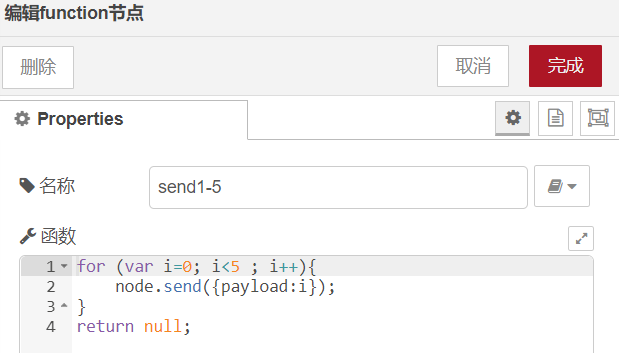 编辑function节点
删除 取消 完成
Properties
名称 send1-5
函数
1 for (var i=0; i<5 ; i++){
2 node.send({payload:i});
3 }
4 return null;